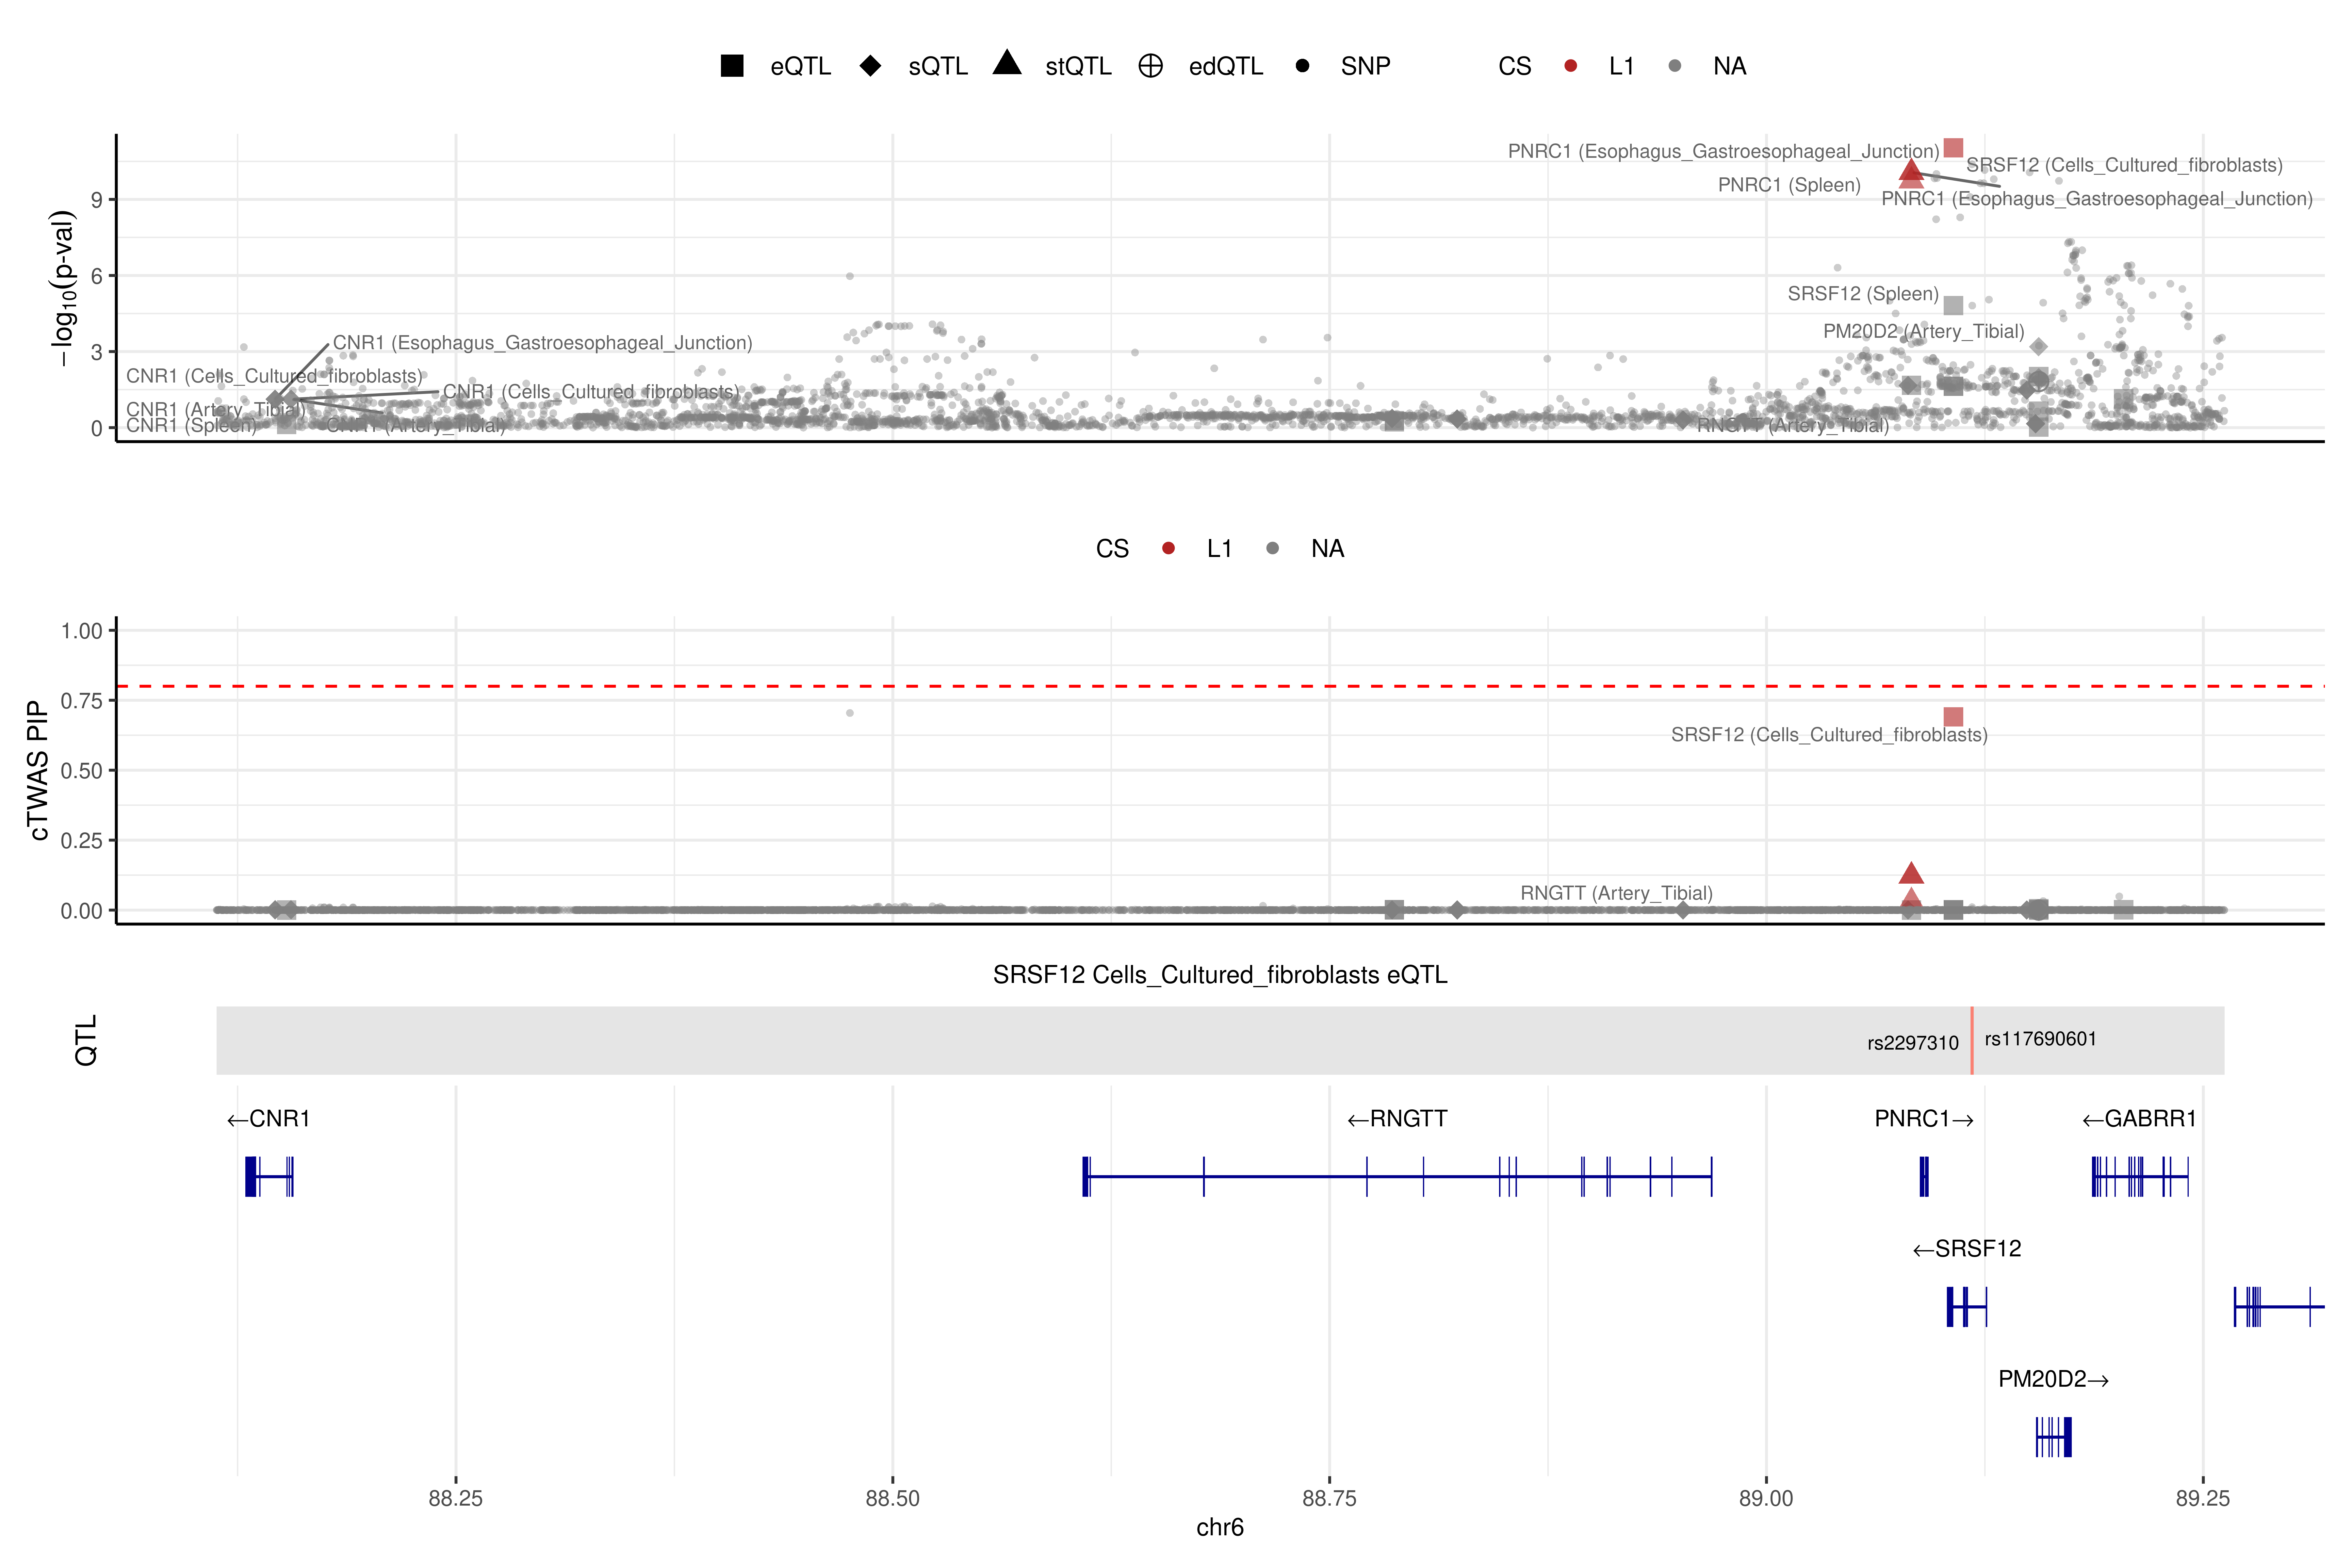 eQTL sQTL stQTL edQTL SNP CS L1 NA
−log10(p-val)
9
6
3
0
PNRC1 (Esophagus_Gastroesophageal_Junction)
SRSF12 (Cells_Cultured_fibroblasts)
PNRC1 (Spleen)
PNRC1 (Esophagus_Gastroesophageal_Junction)
SRSF12 (Spleen)
PM20D2 (Artery_Tibial)
CNR1 (Esophagus_Gastroesophageal_Junction)
CNR1 (Cells_Cultured_fibroblasts)
CNR1 (Cells_Cultured_fibroblasts)
CNR1 (Artery_Tibial)
CNR1 (Spleen)
CNR1 (Artery_Tibial)
RNGTT (Artery_Tibial)
CS L1 NA
cTWAS PIP
1.00
0.75
0.50
0.25
0.00
SRSF12 (Cells_Cultured_fibroblasts)
RNGTT (Artery_Tibial)
SRSF12 Cells_Cultured_fibroblasts eQTL
QTL
rs2297310 rs117690601
←CNR1 ←RNGTT PNRC1→ ←GABRR1
←SRSF12
PM20D2→
88.25 88.50 88.75 89.00 89.25
chr6